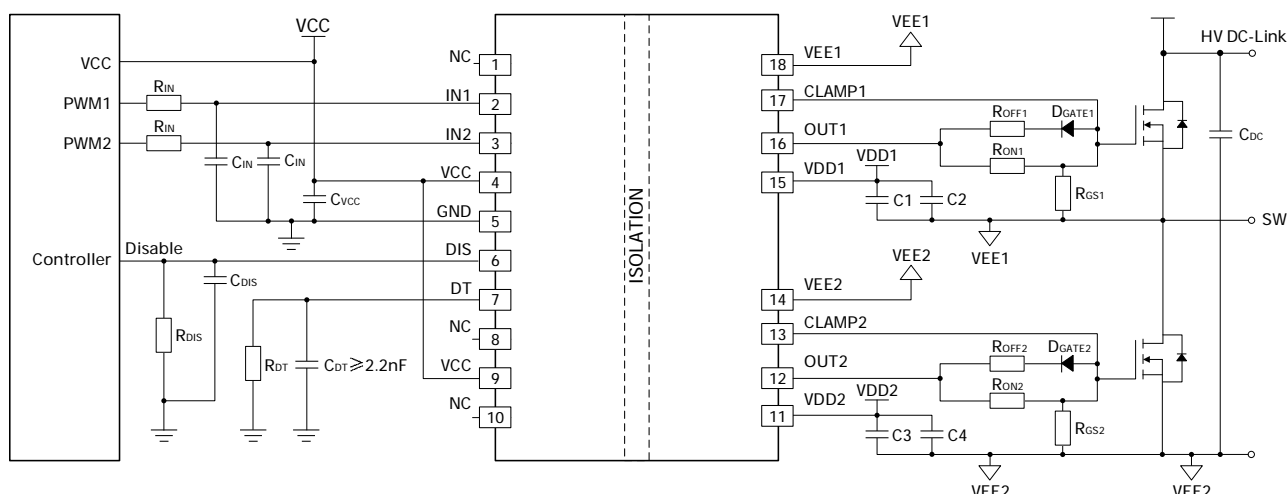 VCC
VCC
PWM1
PWM2
Controller
Disable
RIN
RIN
CIN
CIN
CVCC
CDIS
RDIS
RDT
CDT⩾2.2nF
NC
1
IN1
2
IN2
3
VCC
4
GND
5
DIS
6
DT
7
NC
8
VCC
9
NC
10
ISOLATION
18
VEE1
VEE1
17
CLAMP1
16
OUT1
15
VDD1
VDD1
C1
C2
VEE1
ROFF1
DGATE1
RON1
RGS1
HV DC-Link
CDC
SW
14
VEE2
VEE2
13
CLAMP2
12
OUT2
11
VDD2
VDD2
C3
C4
VEE2
ROFF2
DGATE2
RON2
RGS2
VEE2